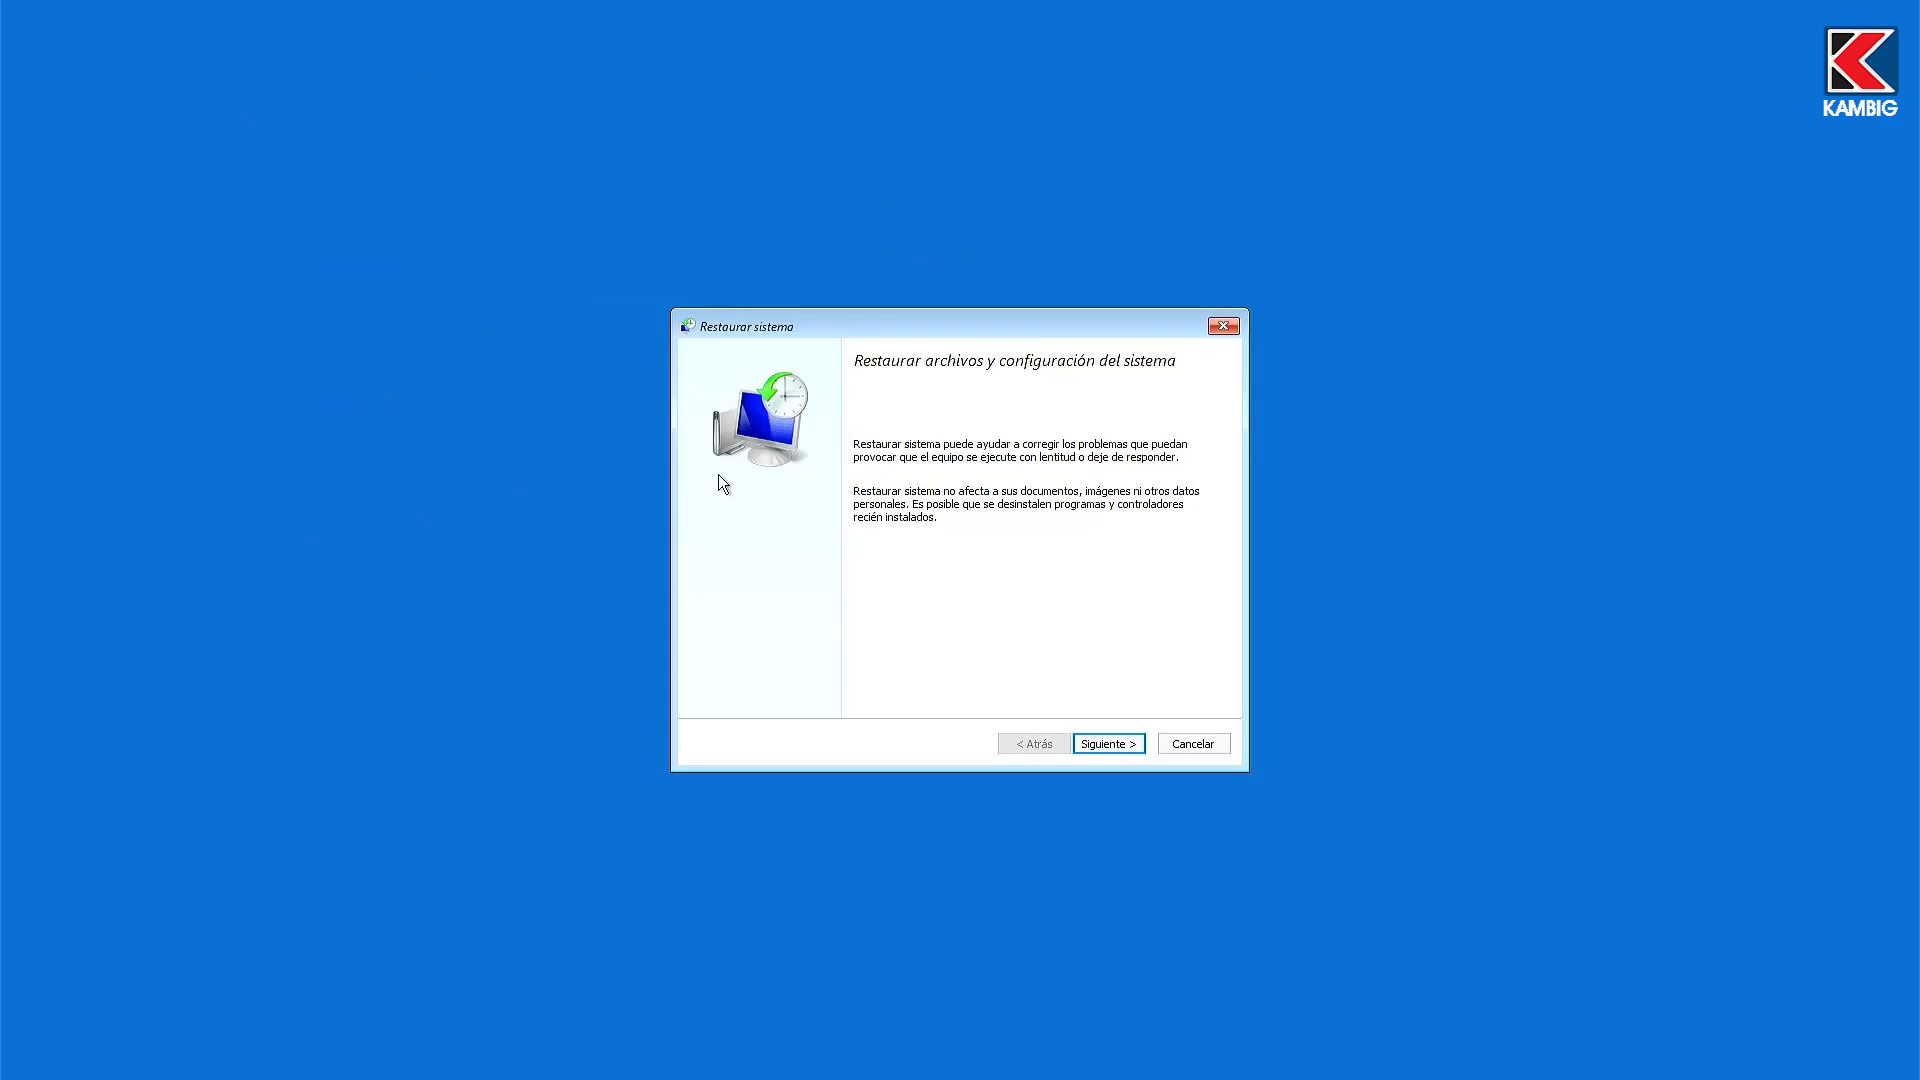 KAMBIG
Restaurar sistema
Restaurar archivos y configuración del sistema
Restaurar sistema puede ayudar a corregir los problemas que puedan
provocar que el equipo se ejecute con lentitud o deje de responder.
Restaurar sistema no afecta a sus documentos, imágenes ni otros datos
personales. Es posible que se desinstalen programas y controladores
recién instalados.
< Atrás Siguiente > Cancelar